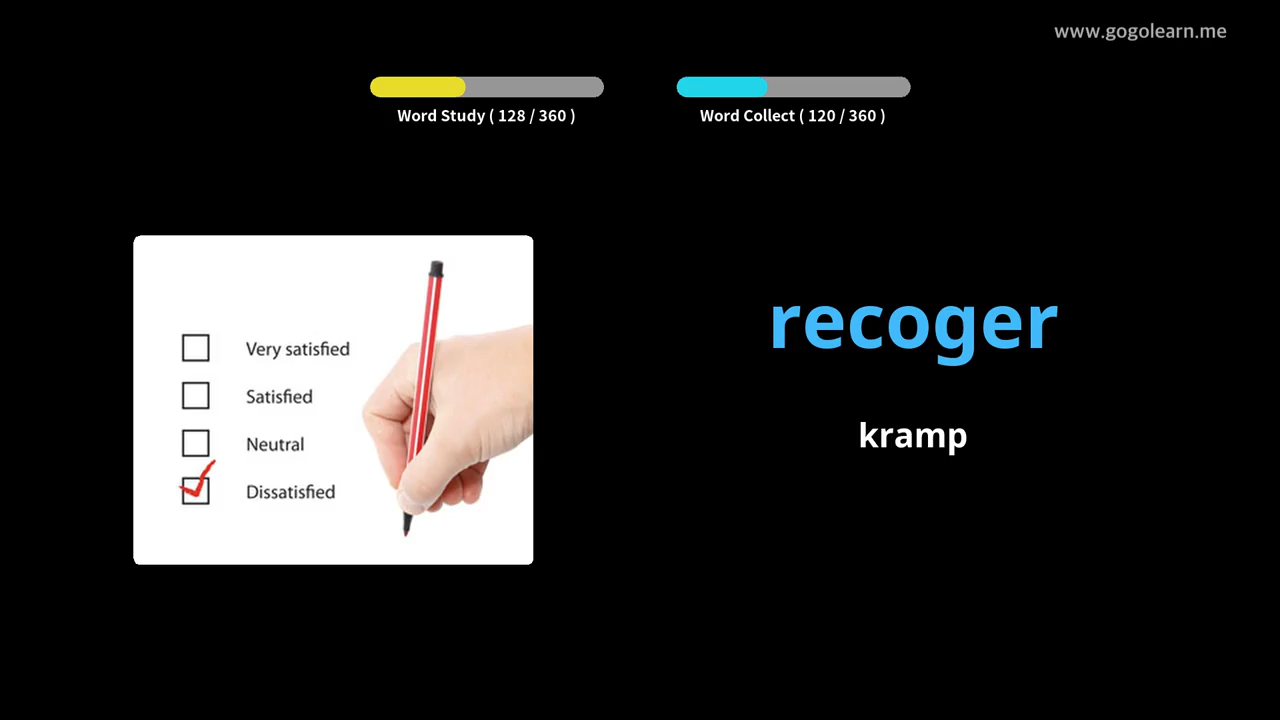 www.gogolearn.me
Word Study ( 128 / 360 )
Word Collect ( 120 / 360 )
Very satisfied
Satisfied
Neutral
Dissatisfied
recoger
kramp